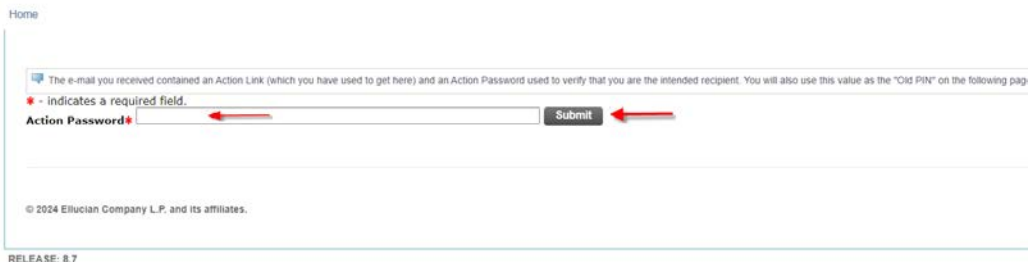 Home
The e-mail you received contained an Action Link (which you have used to get here) and an Action Password used to verify that you are the intended recipient. You will also use this value as the "Old PIN" on the following pag
* - indicates a required field.
Action Password* Submit
© 2024 Ellucian Company L.P. and its affiliates.
RELEASE: 8.7